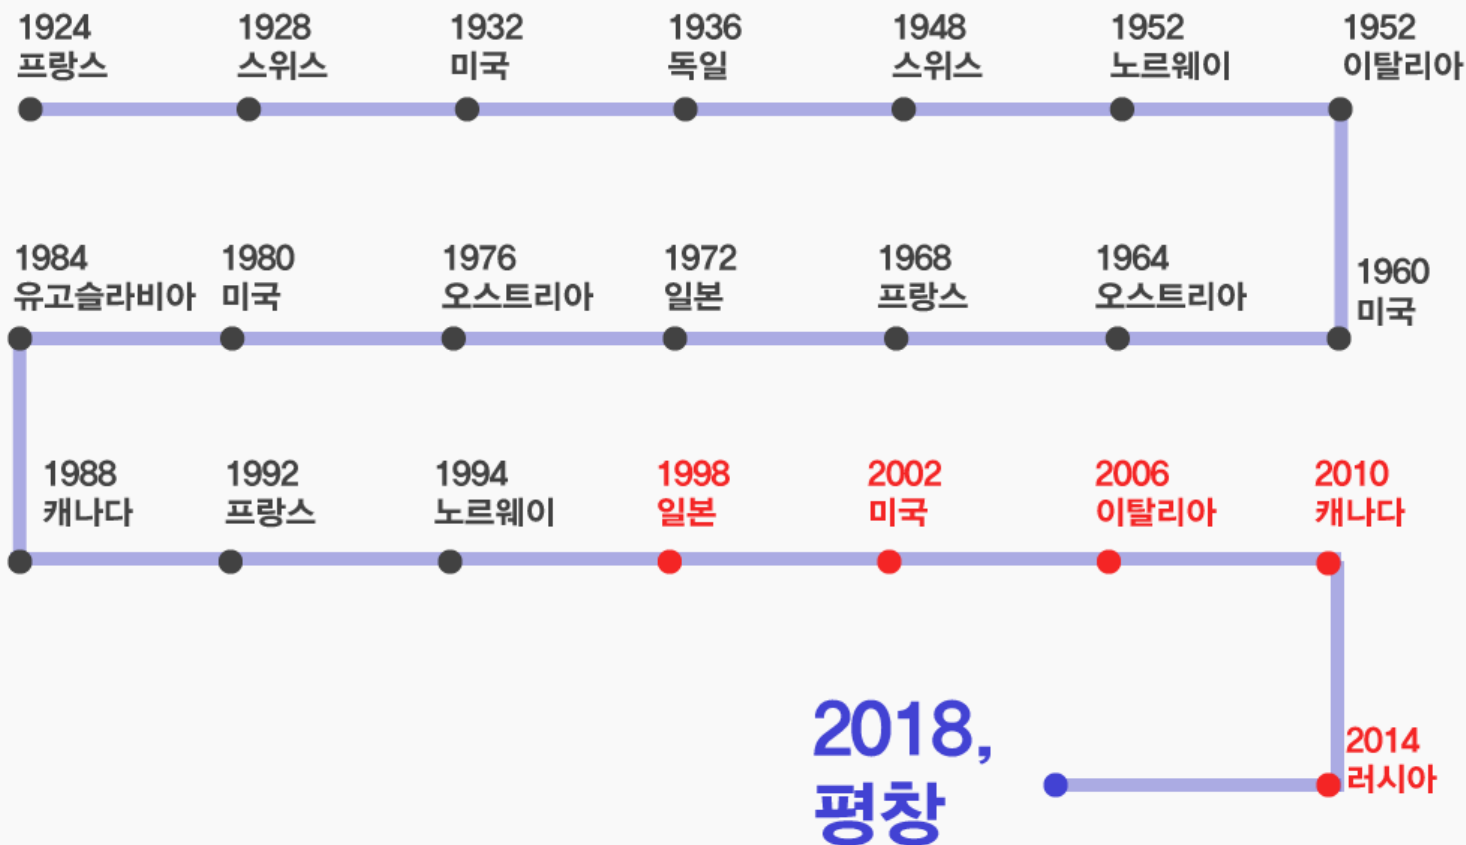 1924
프랑스
1928
스위스
1932
미국
1936
독일
1948
스위스
1952
노르웨이
1952
이탈리아
1984
유고슬라비아
1980
미국
1976
오스트리아
1972
일본
1968
프랑스
1964
오스트리아
1960
미국
1988
캐나다
1992
프랑스
1994
노르웨이
1998
일본
2002
미국
2006
이탈리아
2010
캐나다
2014
러시아
2018,
평창